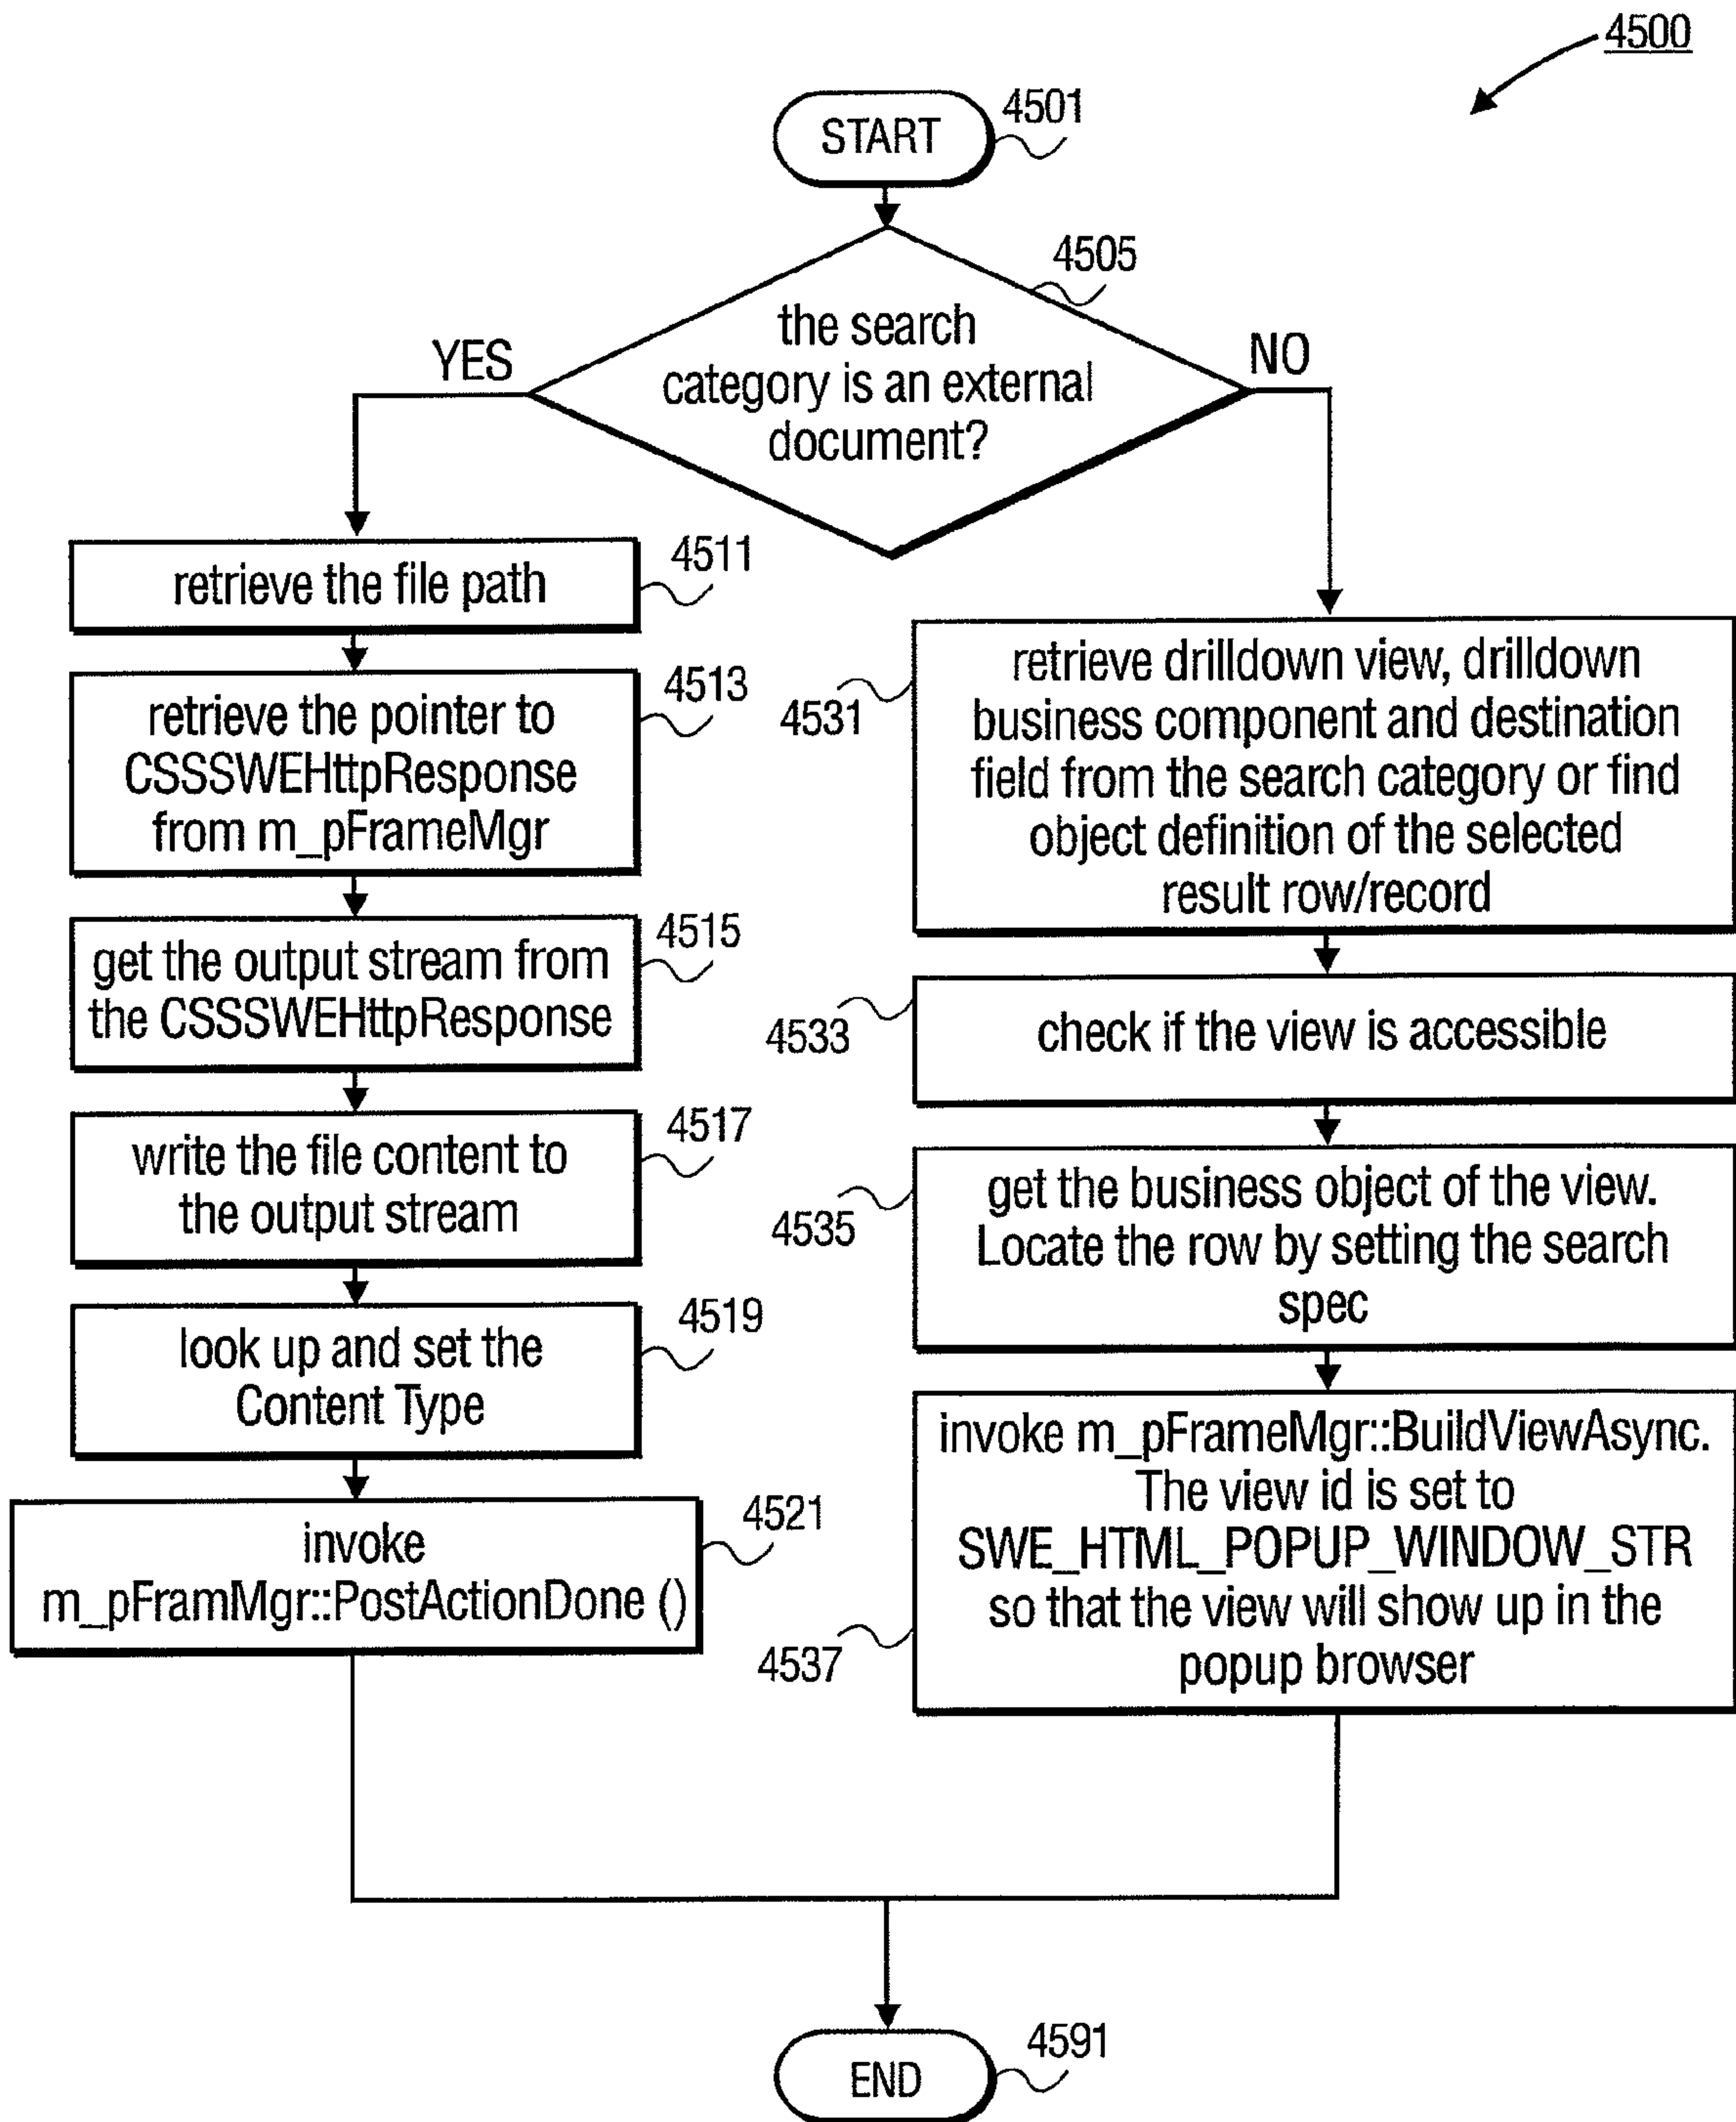 4500
START
4501
4505
the search
category is an external
document?
YES
NO
retrieve the file path
4511
retrieve the pointer to
CSSSWEHttpResponse
from m_pFrameMgr
4513
get the output stream from
the CSSSWEHttpResponse
4515
write the file content to
the output stream
4517
look up and set the
Content Type
4519
invoke
m_pFramMgr::PostActionDone ()
4521
retrieve drilldown view, drilldown
business component and destination
field from the search category or find
object definition of the selected
result row/record
4531
check if the view is accessible
4533
get the business object of the view.
Locate the row by setting the search
spec
4535
invoke m_pFrameMgr::BuildViewAsync.
The view id is set to
SWE_HTML_POPUP_WINDOW_STR
so that the view will show up in the
popup browser
4537
END
4591